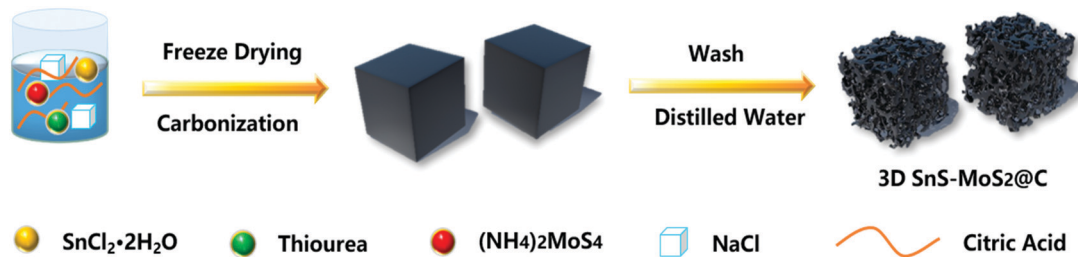 Freeze Drying
Carbonization
Wash
Distilled Water
3D SnS-MoS₂@C
SnCl₂•2H₂O
Thiourea
(NH₄)₂MoS₄
NaCl
Citric Acid